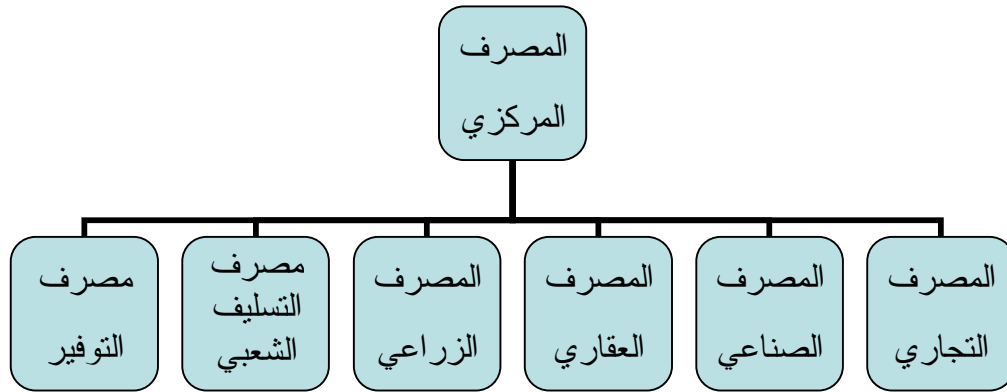 المصرف
المركزي
المصرف
التجاري
المصرف
الصناعي
المصرف
العقاري
المصرف
الزراعي
مصرف
التسليف
الشعبي
مصرف
التوفير